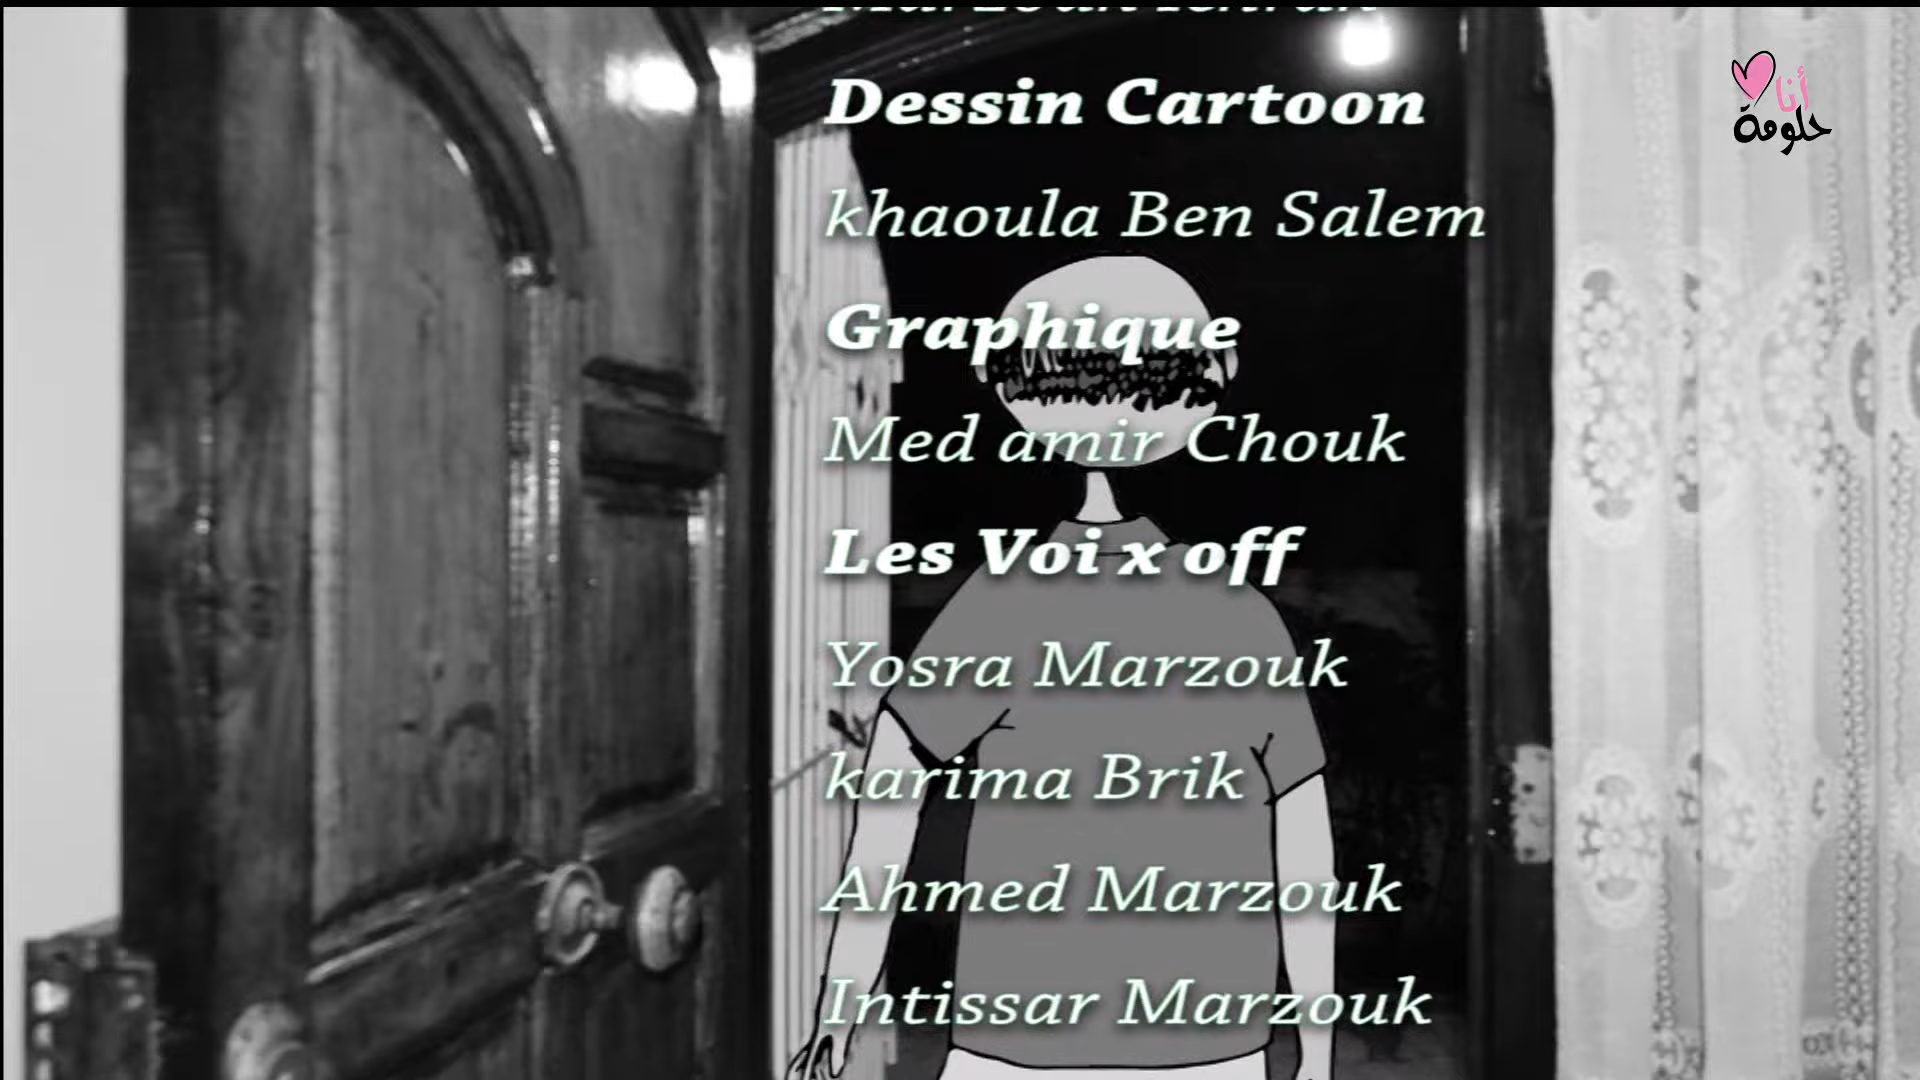 Dessin Cartoon
khaoula Ben Salem
Graphique
Med amir Chouk
Les Voi x off
Yosra Marzouk
karima Brik
Ahmed Marzouk
Intissar Marzouk
أنا
حلومة